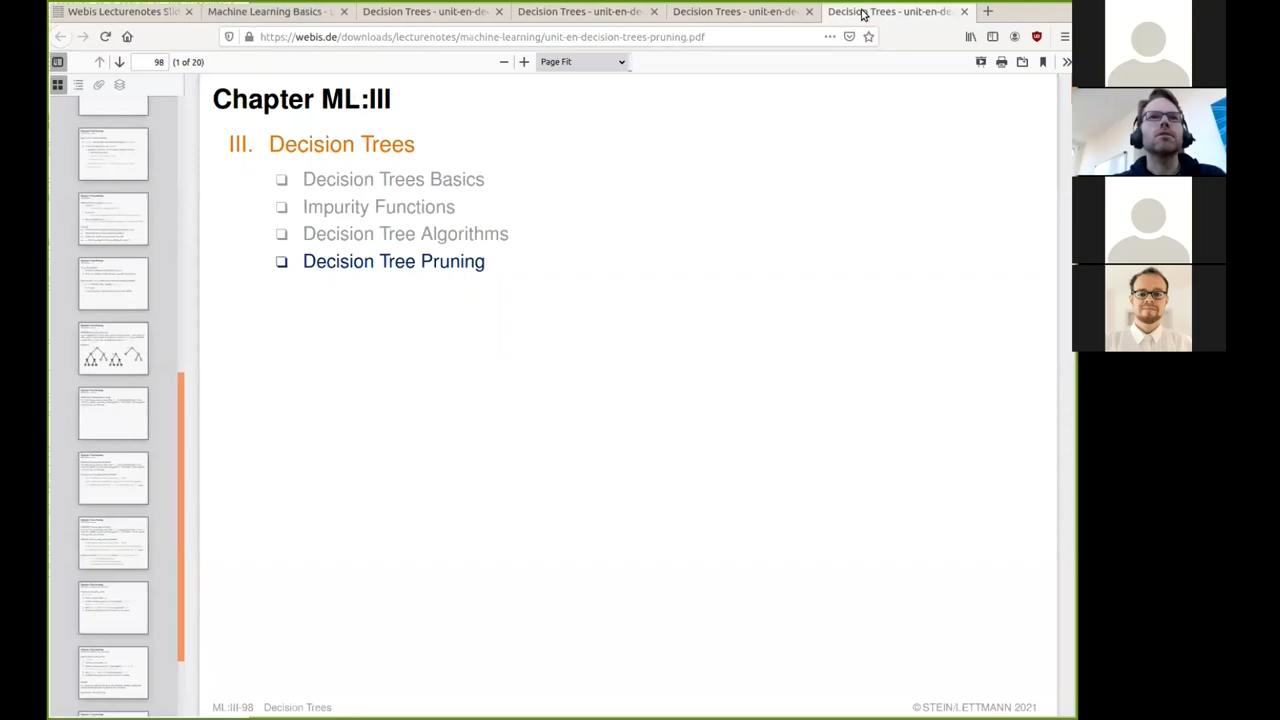 Webis Lecturenotes Slid
Machine Learning Basics -
Decision Trees - unit-en-de
Decision Trees - unit-en-de
Decision Trees - unit-en-de
Decision Trees - unit-en-de
https://webis.de/downloads/lecturenotes/machine-learning/unit-en-decision-trees-pruning.pdf
98 (1 of 20)
Page Fit
Chapter ML:III
III. Decision Trees
Decision Trees Basics
Impurity Functions
Decision Tree Algorithms
Decision Tree Pruning
ML:III-98 Decision Trees
© STEIN/LETTMANN 2021